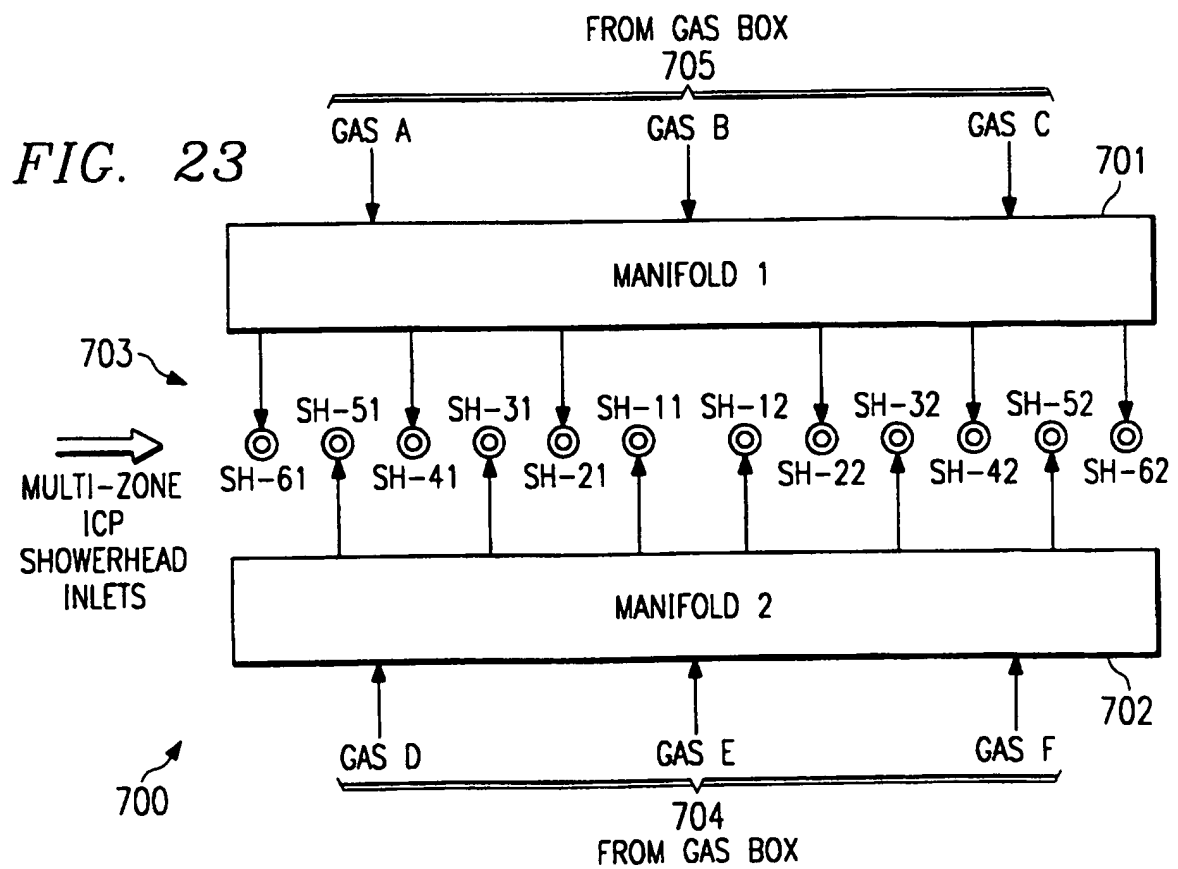 FROM GAS BOX
705
GAS A GAS B GAS C
FIG. 23
701
MANIFOLD 1
703
SH-51 SH-31 SH-11 SH-12 SH-32 SH-52
SH-61 SH-41 SH-21 SH-22 SH-42 SH-62
MULTI-ZONE
ICP
SHOWERHEAD
INLETS
MANIFOLD 2
702
GAS D GAS E GAS F
700
704
FROM GAS BOX